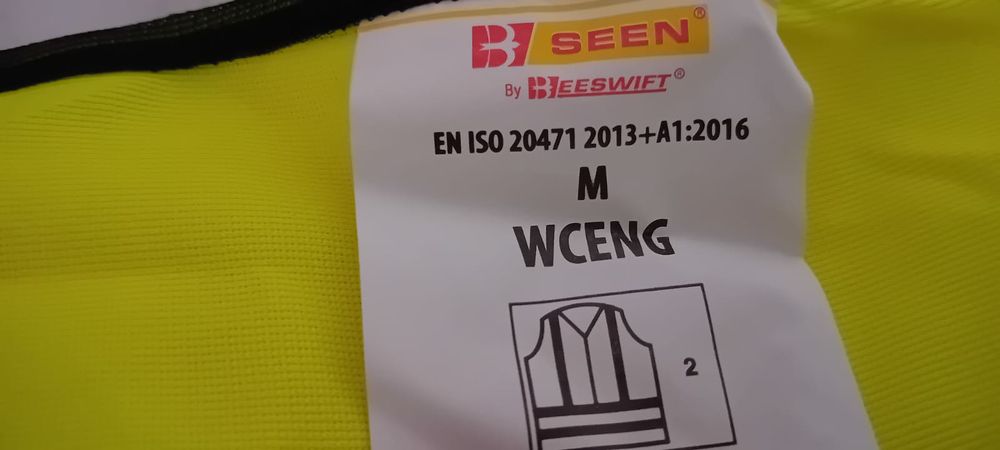 B SEEN®
By BEESWIFT®
EN ISO 20471 2013+A1:2016
M
WCENG
2